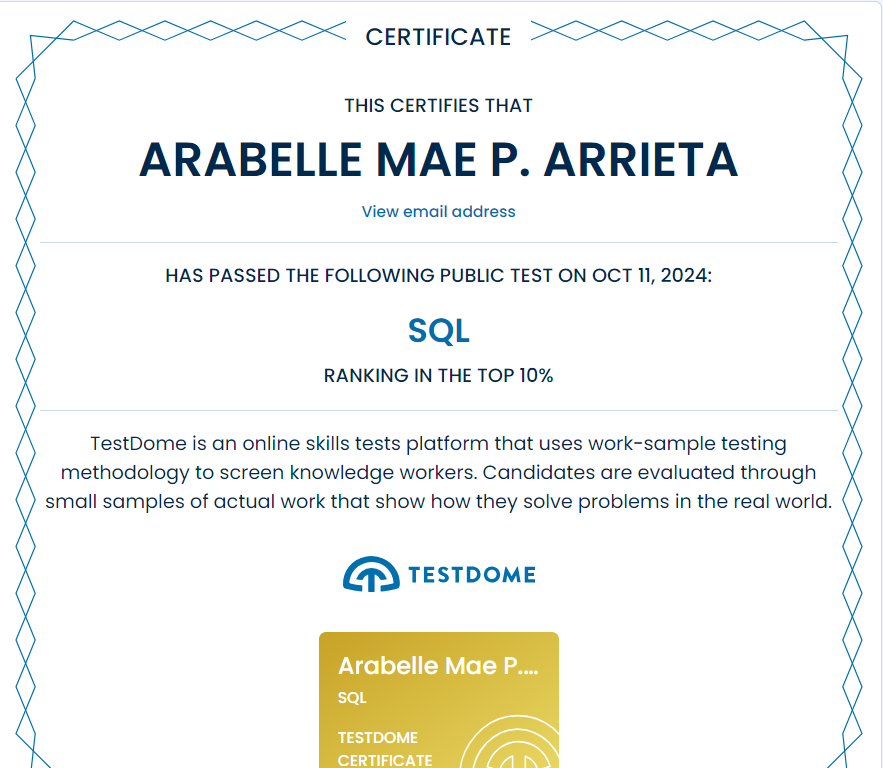 CERTIFICATE
THIS CERTIFIES THAT
ARABELLE MAE P. ARRIETA
View email address
HAS PASSED THE FOLLOWING PUBLIC TEST ON OCT 11, 2024:
SQL
RANKING IN THE TOP 10%
TestDome is an online skills tests platform that uses work-sample testing
methodology to screen knowledge workers. Candidates are evaluated through
small samples of actual work that show how they solve problems in the real world.
TESTDOME
Arabelle Mae P....
SQL
TESTDOME
CERTIFICATE